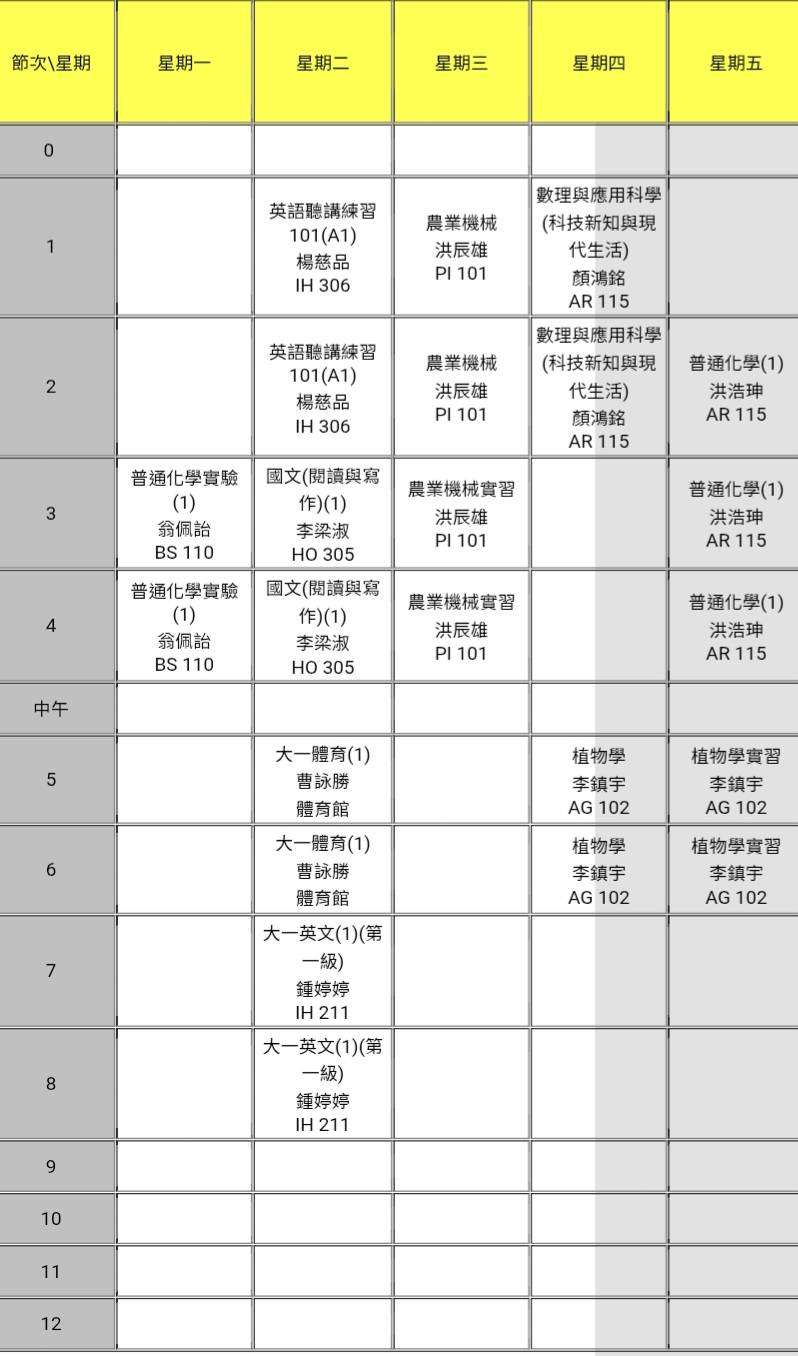 節次\星期 星期一 星期二 星期三 星期四 星期五
0
1
英語聽講練習
101(A1)
楊慈品
IH 306
農業機械
洪辰雄
PI 101
數理與應用科學
(科技新知與現
代生活)
顏鴻銘
AR 115
2
英語聽講練習
101(A1)
楊慈品
IH 306
農業機械
洪辰雄
PI 101
數理與應用科學
(科技新知與現
代生活)
顏鴻銘
AR 115
普通化學(1)
洪浩珅
AR 115
3
普通化學實驗
(1)
翁佩詒
BS 110
國文(閱讀與寫
作)(1)
李梁淑
HO 305
農業機械實習
洪辰雄
PI 101
普通化學(1)
洪浩珅
AR 115
4
普通化學實驗
(1)
翁佩詒
BS 110
國文(閱讀與寫
作)(1)
李梁淑
HO 305
農業機械實習
洪辰雄
PI 101
普通化學(1)
洪浩珅
AR 115
中午
5
大一體育(1)
曹詠勝
體育館
植物學
李鎮宇
AG 102
植物學實習
李鎮宇
AG 102
6
大一體育(1)
曹詠勝
體育館
植物學
李鎮宇
AG 102
植物學實習
李鎮宇
AG 102
7
大一英文(1)(第
一級)
鍾婷婷
IH 211
8
大一英文(1)(第
一級)
鍾婷婷
IH 211
9
10
11
12